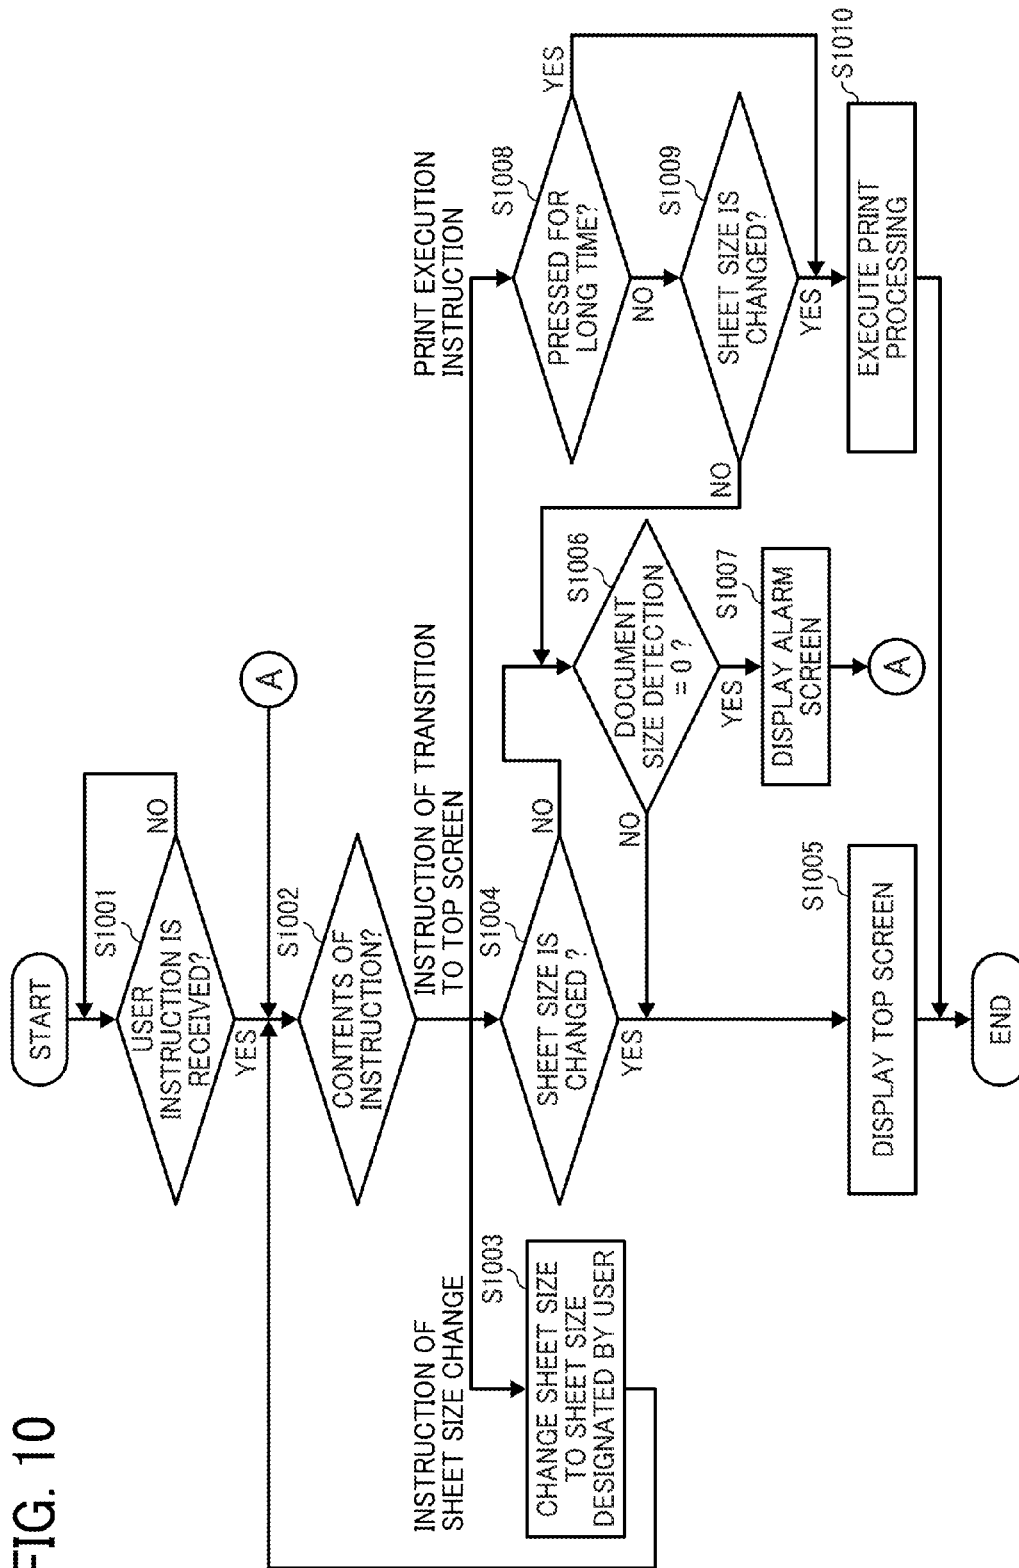 FIG. 10
START
S1001
USER
INSTRUCTION IS
RECEIVED?
NO
YES
A
S1002
CONTENTS OF
INSTRUCTION?
INSTRUCTION OF
SHEET SIZE CHANGE
S1003
CHANGE SHEET SIZE
TO SHEET SIZE
DESIGNATED BY USER
INSTRUCTION OF TRANSITION
TO TOP SCREEN
S1004
SHEET SIZE IS
CHANGED ?
NO
YES
S1005
DISPLAY TOP SCREEN
S1006
DOCUMENT
SIZE DETECTION
= 0 ?
NO
YES
S1007
DISPLAY ALARM
SCREEN
A
PRINT EXECUTION
INSTRUCTION
S1008
PRESSED FOR
LONG TIME?
YES
NO
S1009
SHEET SIZE IS
CHANGED?
NO
YES
S1010
EXECUTE PRINT
PROCESSING
END